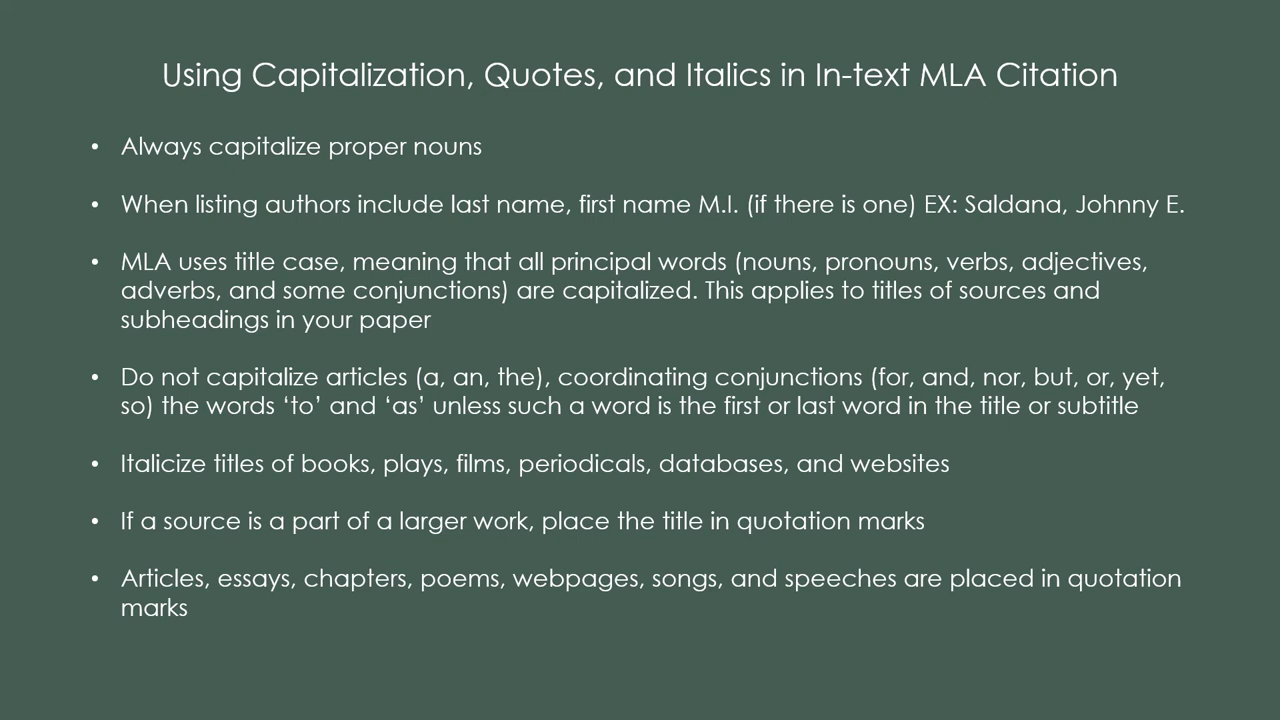 Using Capitalization, Quotes, and Italics in In-text MLA Citation
• Always capitalize proper nouns
• When listing authors include last name, first name M.I. (if there is one) EX: Saldana, Johnny E.
• MLA uses title case, meaning that all principal words (nouns, pronouns, verbs, adjectives,
adverbs, and some conjunctions) are capitalized. This applies to titles of sources and
subheadings in your paper
• Do not capitalize articles (a, an, the), coordinating conjunctions (for, and, nor, but, or, yet,
so) the words ‘to’ and ‘as’ unless such a word is the first or last word in the title or subtitle
• Italicize titles of books, plays, films, periodicals, databases, and websites
• If a source is a part of a larger work, place the title in quotation marks
• Articles, essays, chapters, poems, webpages, songs, and speeches are placed in quotation
marks